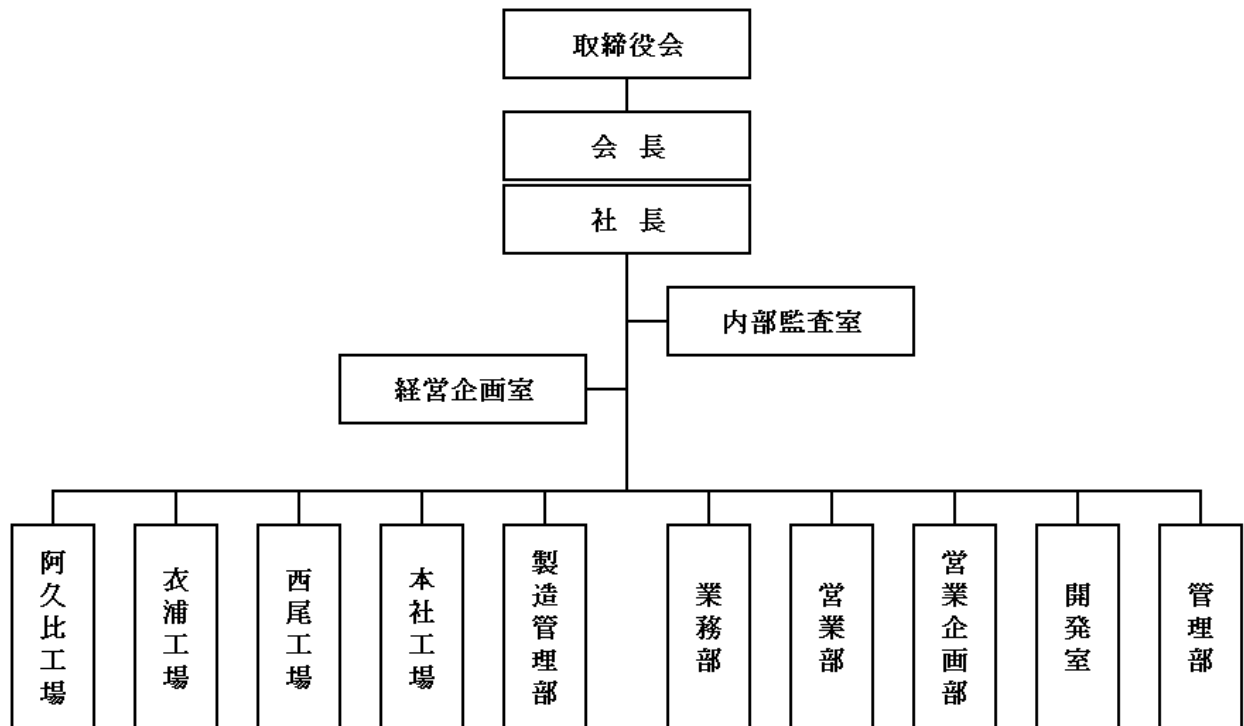 取締役会
会 長
社 長
内部監査室
経営企画室
阿久比工場
衣浦工場
西尾工場
本社工場
製造管理部
業務部
営業部
営業企画部
開発室
管理部